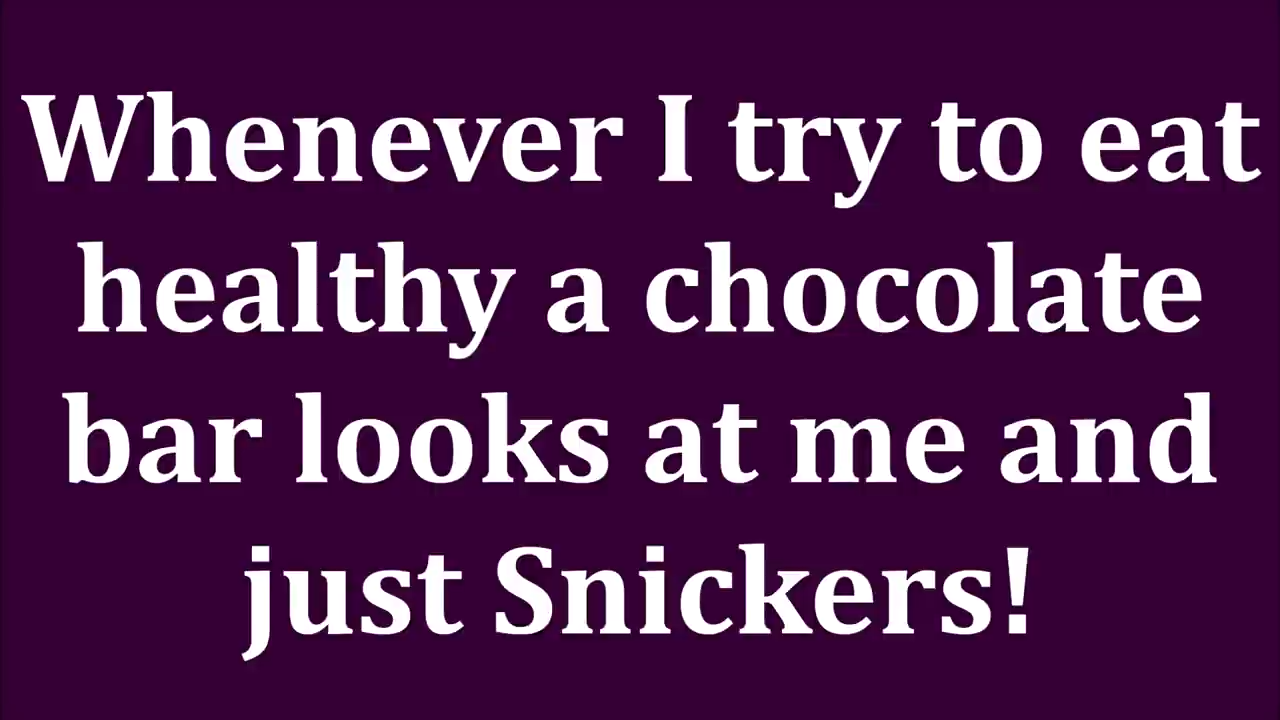 Whenever I try to eat
healthy a chocolate
bar looks at me and
just Snickers!